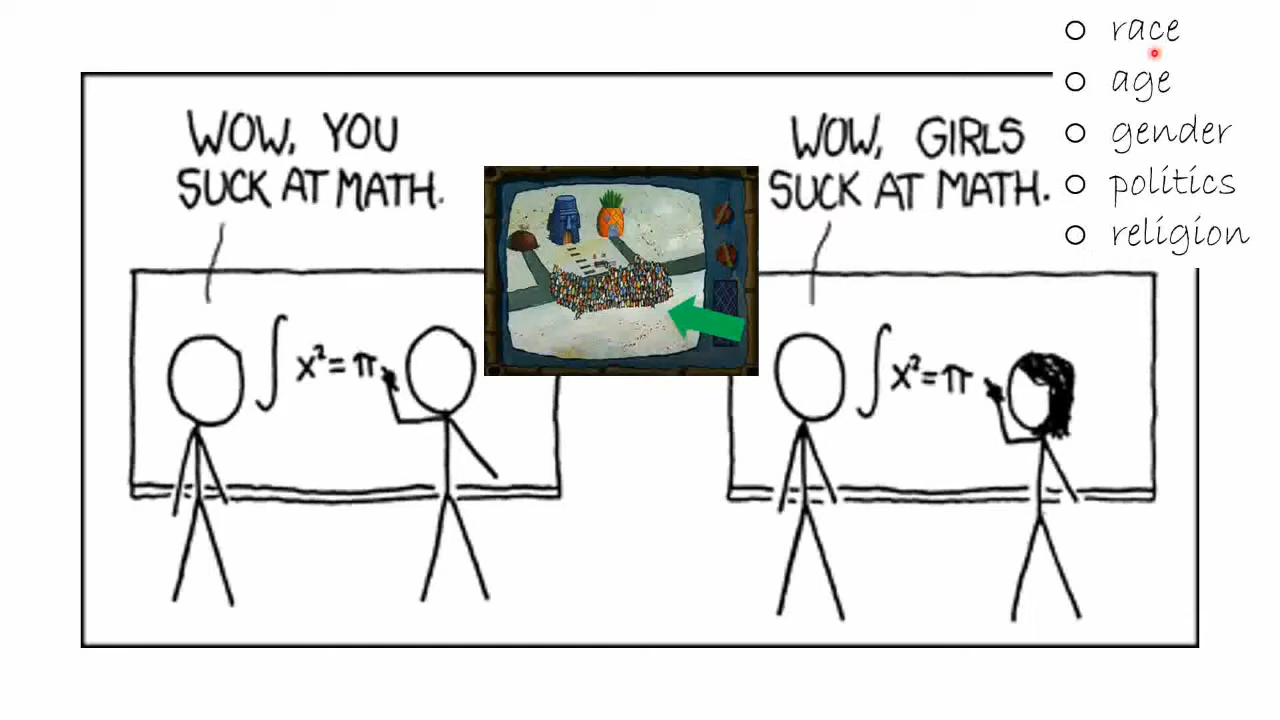 WOW, YOU
SUCK AT MATH.
∫ x² = π
WOW, GIRLS
SUCK AT MATH.
∫ x² = π
race
age
gender
politics
religion